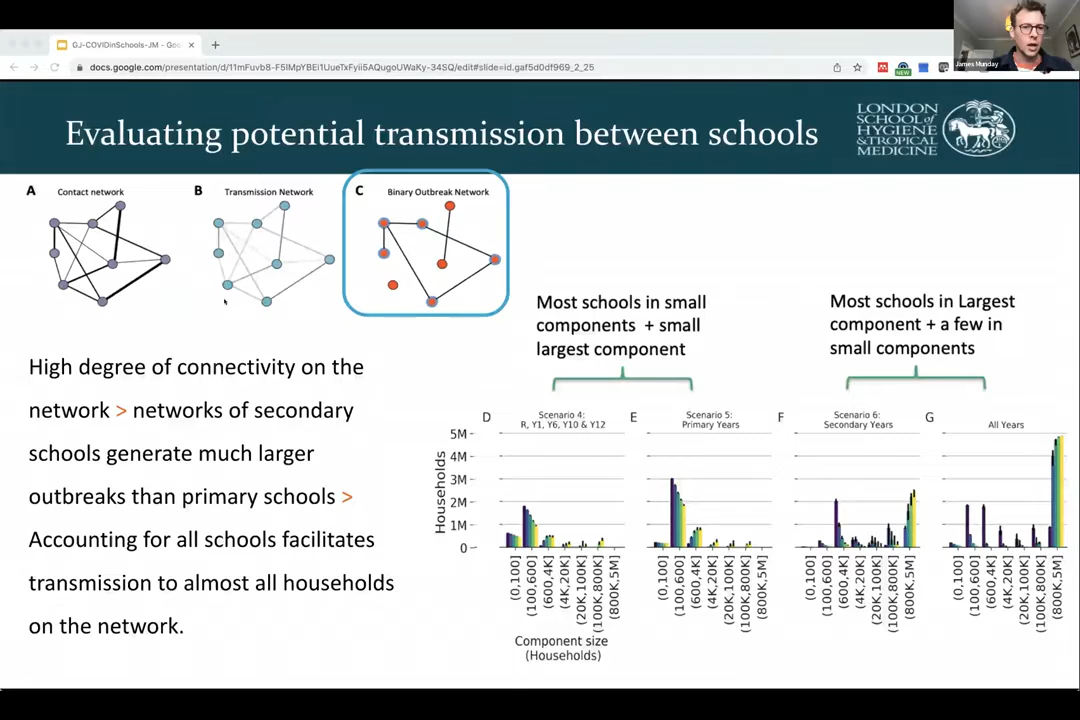 GJ-COVIDinSchools-JM - Goo
docs.google.com/presentation/d/11mFuvb8-F5IMpYBEi1UueTxFyii5AQugoUWaKy-34SQ/edit#slide=id.gaf5d0df969_2_25
NEW
James Munday
Evaluating potential transmission between schools
LONDON
SCHOOL of
HYGIENE
&TROPICAL
MEDICINE
A Contact network
B Transmission Network
C Binary Outbreak Network
Most schools in small
components + small
largest component
Most schools in Largest
component + a few in
small components
High degree of connectivity on the
network > networks of secondary
schools generate much larger
outbreaks than primary schools >
Accounting for all schools facilitates
transmission to almost all households
on the network.
D Scenario 4:
R, Y1, Y6, Y10 & Y12
E Scenario 5:
Primary Years
F Scenario 6:
Secondary Years
G All Years
Households
5M
4M
3M
2M
1M
0
(0,100]
(100,600]
(600,4K]
(4K,20K]
(20K,100K]
(100K,800K]
(800K,5M]
(0,100]
(100,600]
(600,4K]
(4K,20K]
(20K,100K]
(100K,800K]
(800K,5M]
(0,100]
(100,600]
(600,4K]
(4K,20K]
(20K,100K]
(100K,800K]
(800K,5M]
(0,100]
(100,600]
(600,4K]
(4K,20K]
(20K,100K]
(100K,800K]
(800K,5M]
Component size
(Households)